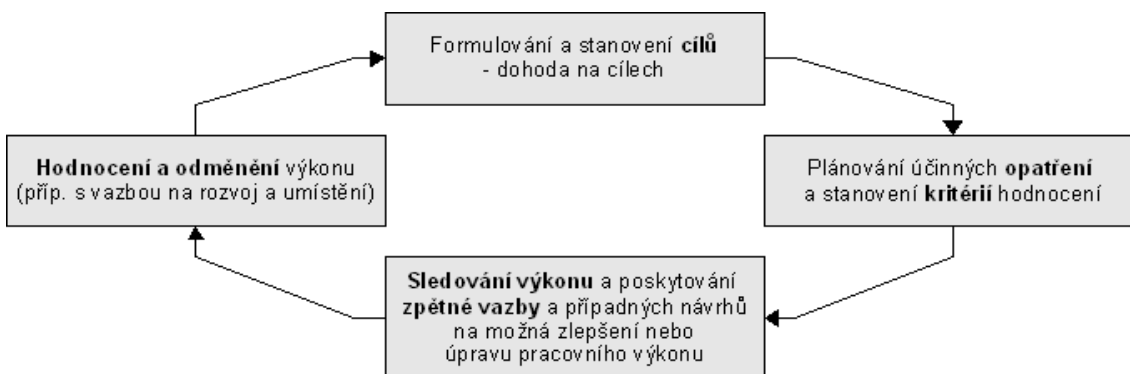 Formulování a stanovení cílů
- dohoda na cílech
Hodnocení a odměnění výkonu
(příp. s vazbou na rozvoj a umístění)
Plánování účinných opatření
a stanovení kritérií hodnocení
Sledování výkonu a poskytování
zpětné vazby a případných návrhů
na možná zlepšení nebo
úpravu pracovního výkonu